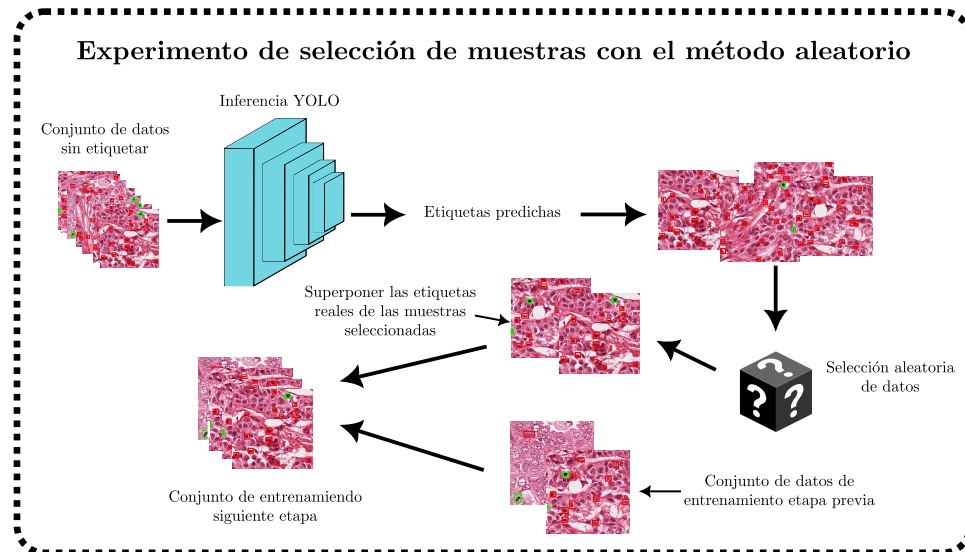 Experimento de selección de muestras con el método aleatorio
Inferencia YOLO
Conjunto de datos
sin etiquetar
Etiquetas predichas
Superponer las etiquetas
reales de las muestras
seleccionadas
Selección aleatoria
de datos
? ? ?
Conjunto de datos de
entrenamiento etapa previa
Conjunto de entrenamiendo
siguiente etapa